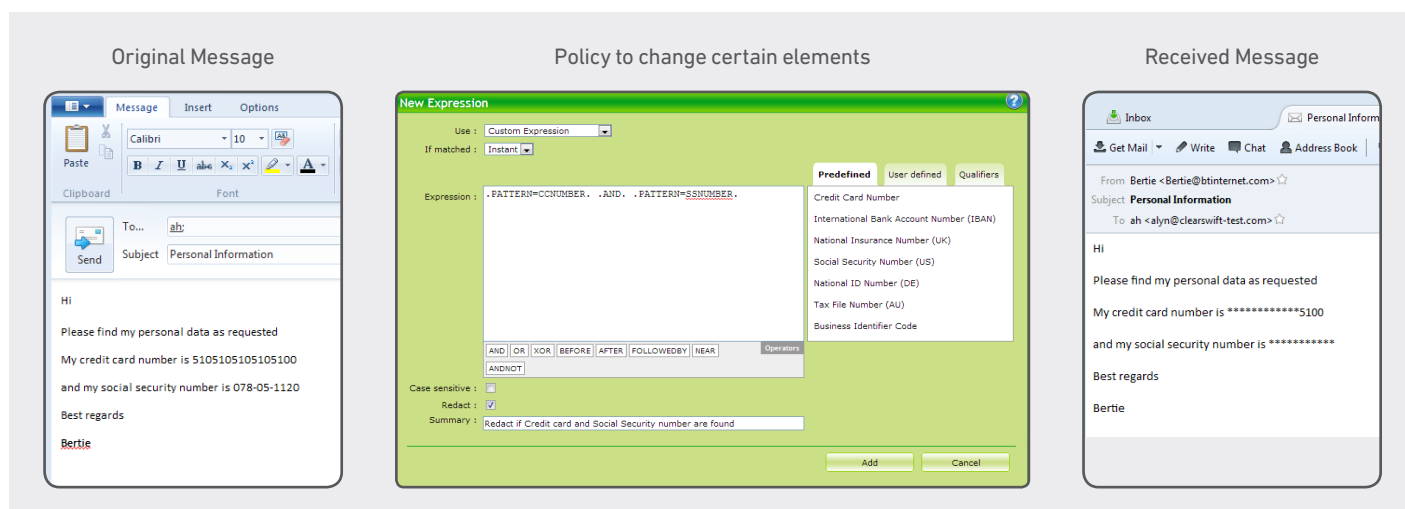 Original Message
Policy to change certain elements
Received Message
Message Insert Options
Calibri 10
Paste
B I U abc X₂ X² A
Clipboard Font
To... ah;
Send
Subject Personal Information
Hi
Please find my personal data as requested
My credit card number is 5105105105105100
and my social security number is 078-05-1120
Best regards
Bertie
New Expression ?
Use : Custom Expression
If matched : Instant
Predefined User defined Qualifiers
Expression : .PATTERN=CCNUMBER. .AND. .PATTERN=SSNUMBER.
Credit Card Number
International Bank Account Number (IBAN)
National Insurance Number (UK)
Social Security Number (US)
National ID Number (DE)
Tax File Number (AU)
Business Identifier Code
AND OR XOR BEFORE AFTER FOLLOWEDBY NEAR Operators
ANDNOT
Case sensitive :
Redact :
Summary : Redact if Credit card and Social Security number are found
Add Cancel
Inbox Personal Inform
Get Mail Write Chat Address Book
From Bertie <Bertie@btinternet.com>
Subject Personal Information
To ah <alyn@clearswift-test.com>
Hi
Please find my personal data as requested
My credit card number is ************5100
and my social security number is ***********
Best regards
Bertie